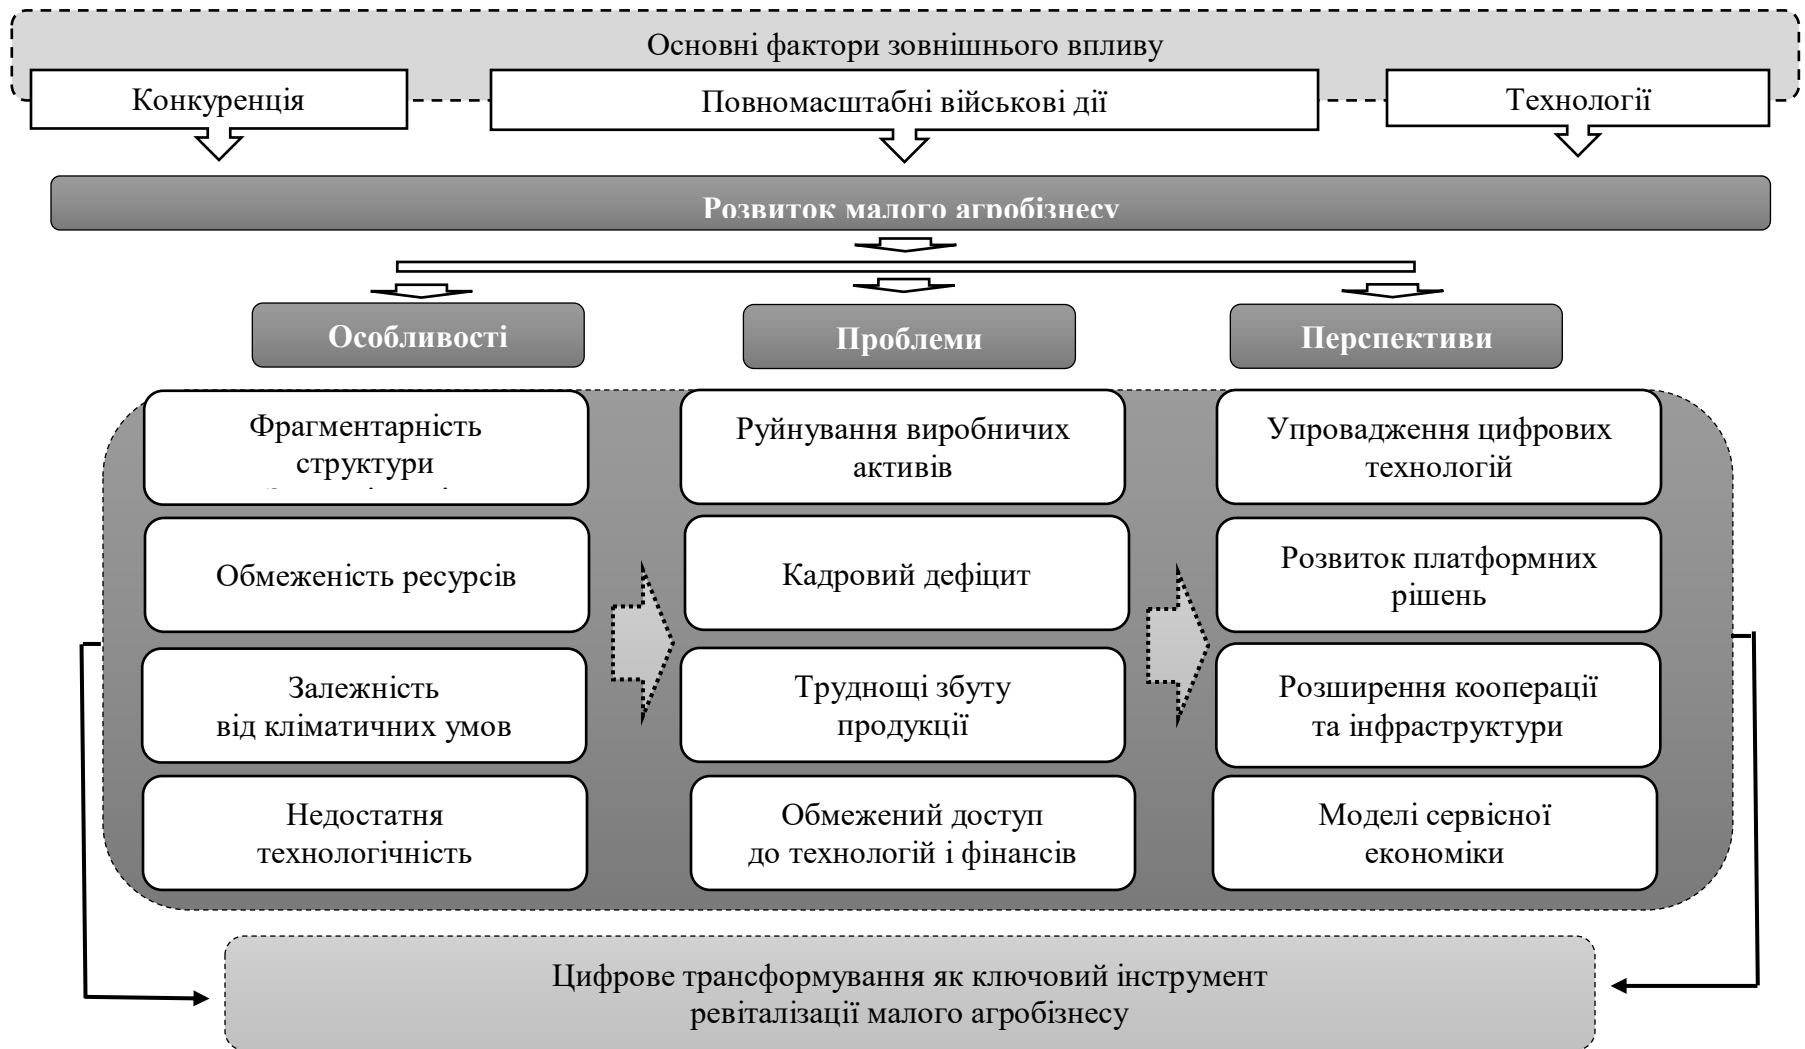 Основні фактори зовнішнього впливу
Конкуренція
Повномасштабні військові дії
Технології
Розвиток малого агробізнесу
Особливості
Проблеми
Перспективи
Фрагментарність
структури
Руйнування виробничих
активів
Упровадження цифрових
технологій
Обмеженість ресурсів
Кадровий дефіцит
Розвиток платформних
рішень
Залежність
від кліматичних умов
Труднощі збуту
продукції
Розширення кооперації
та інфраструктури
Недостатня
технологічність
Обмежений доступ
до технологій і фінансів
Моделі сервісної
економіки
Цифрове трансформування як ключовий інструмент
ревіталізації малого агробізнесу